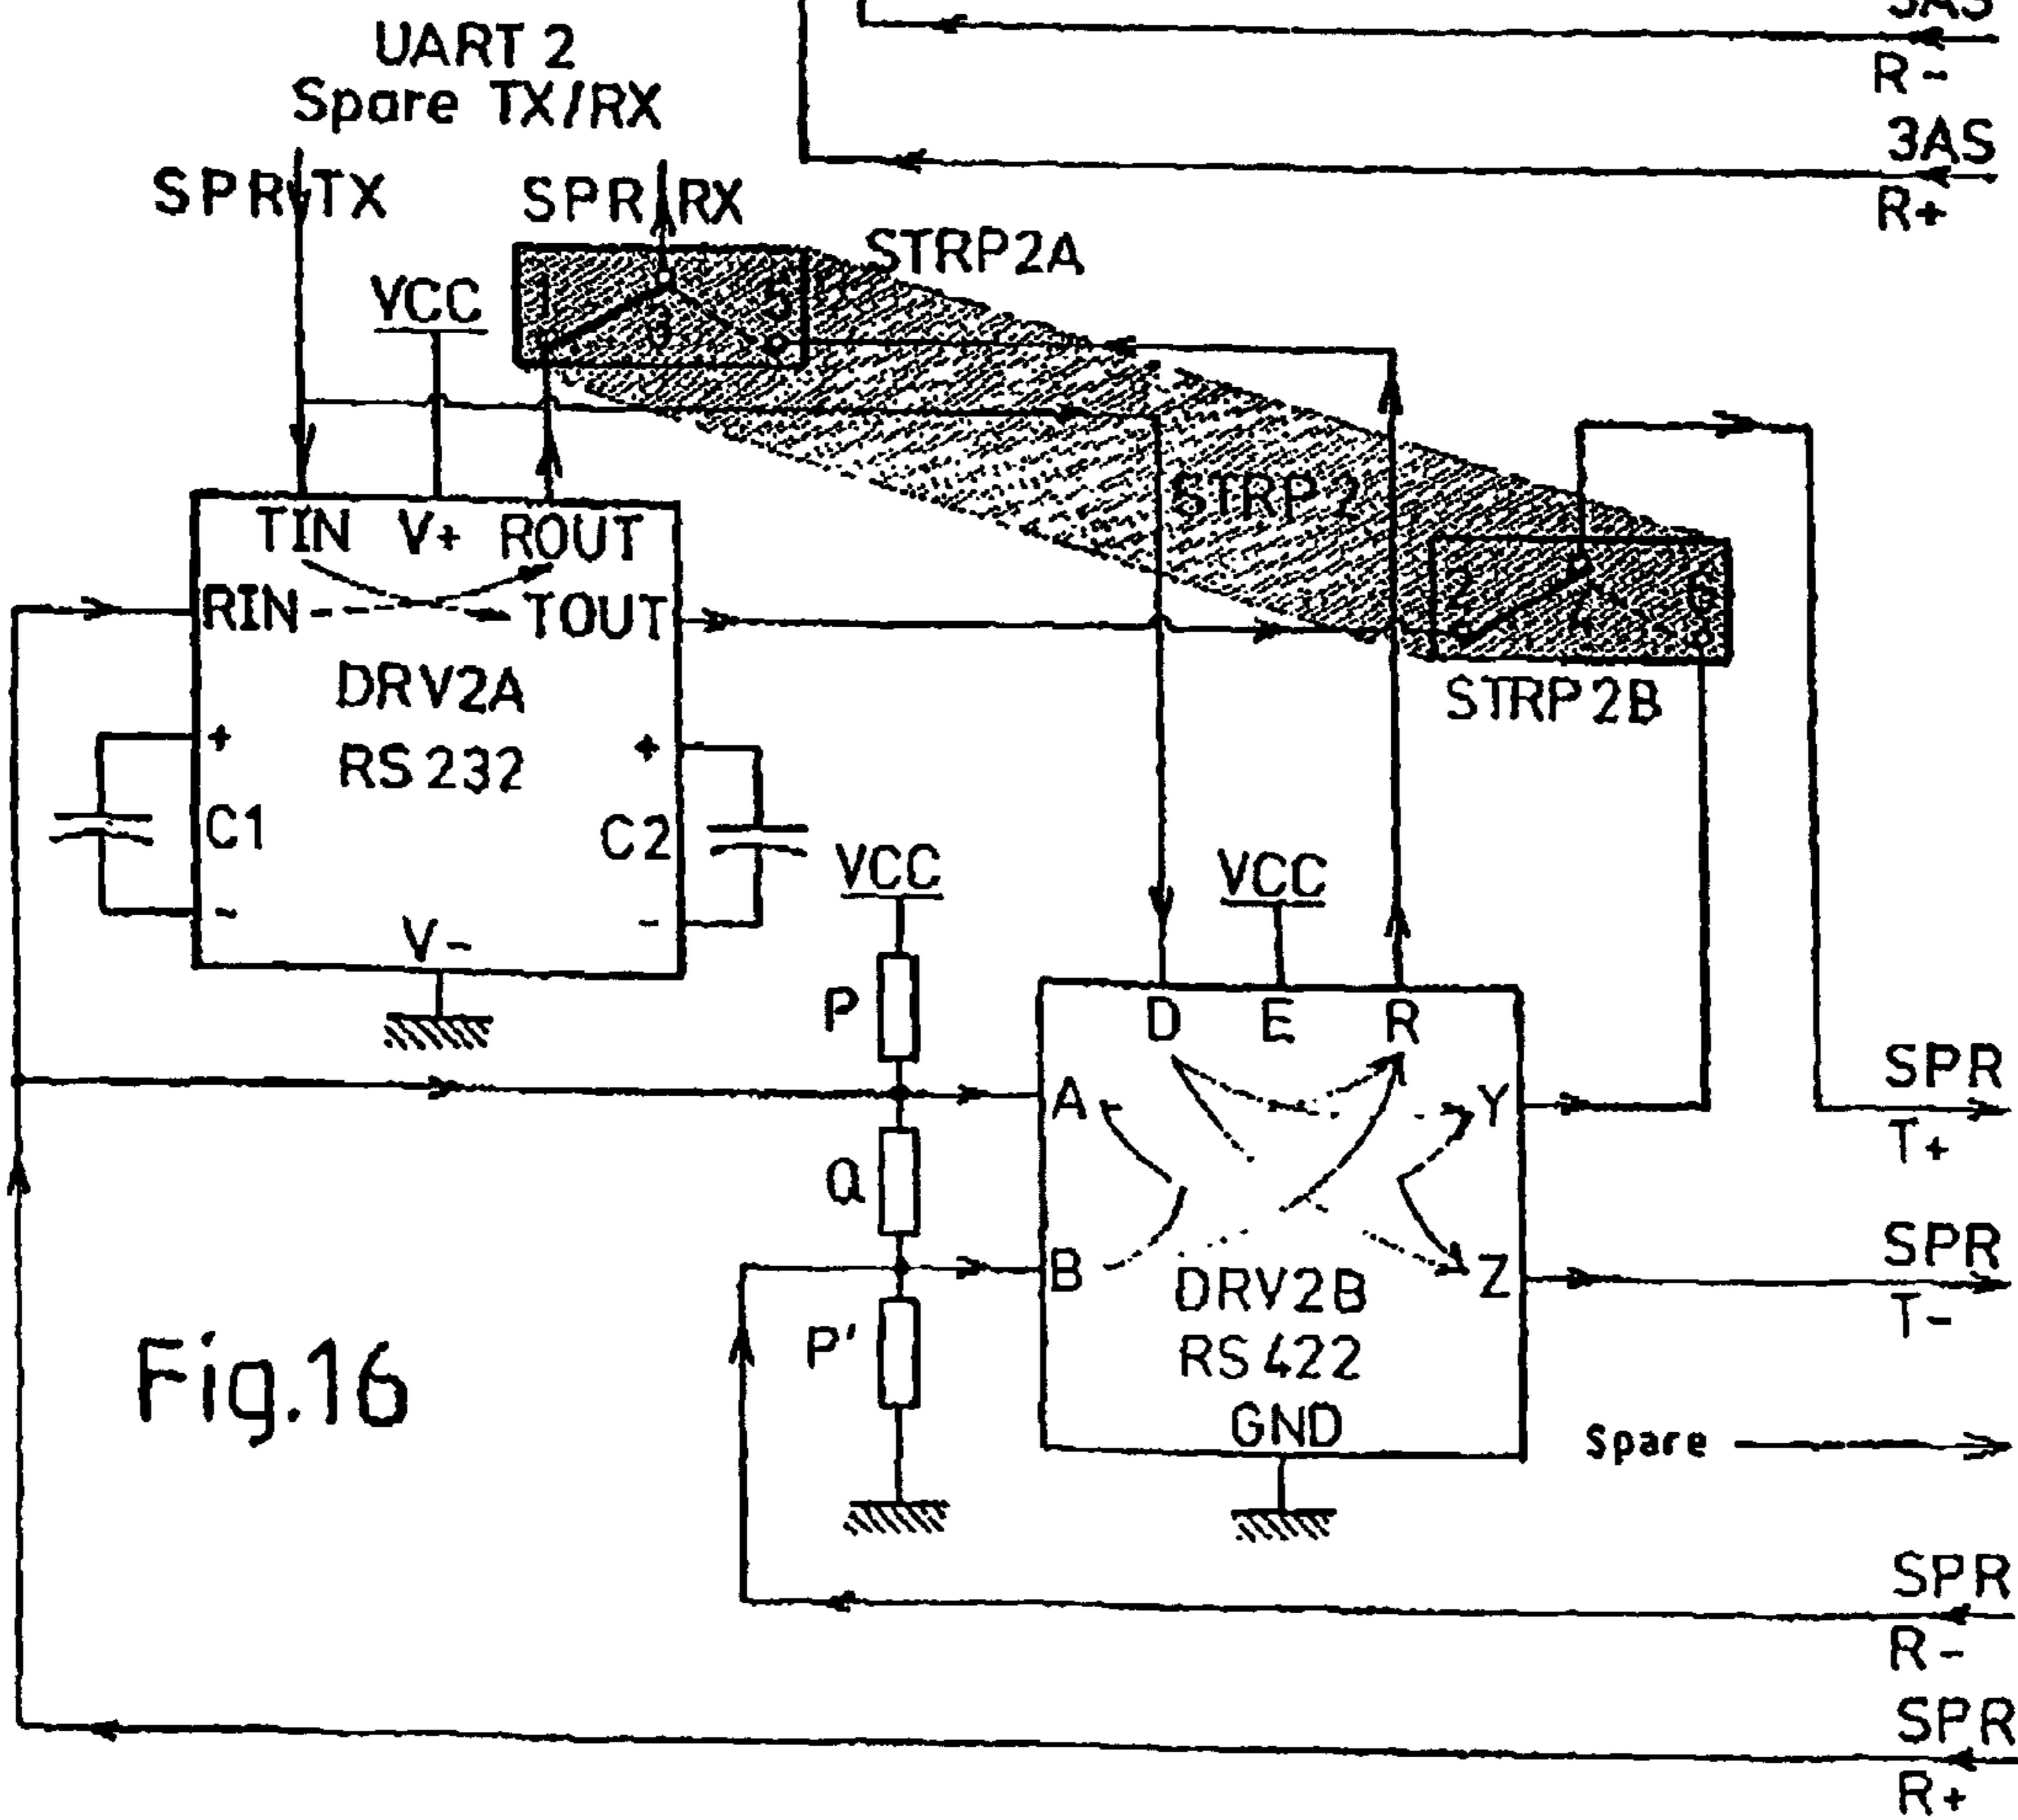 3AS
R-
3AS
R+
UART 2
Spare TX/RX
SPR TX
SPR RX
STRP2A
VCC
1 3 5
STRP2
2 4 6
STRP2B
TIN V+ ROUT
RIN TOUT
DRV2A
RS232
+ +
C1 C2
- -
V-
VCC
VCC
P
Q
P'
D E R
A Y
B Z
DRV2B
RS422
GND
SPR
T+
SPR
T-
Fig.16
Spare
SPR
R-
SPR
R+